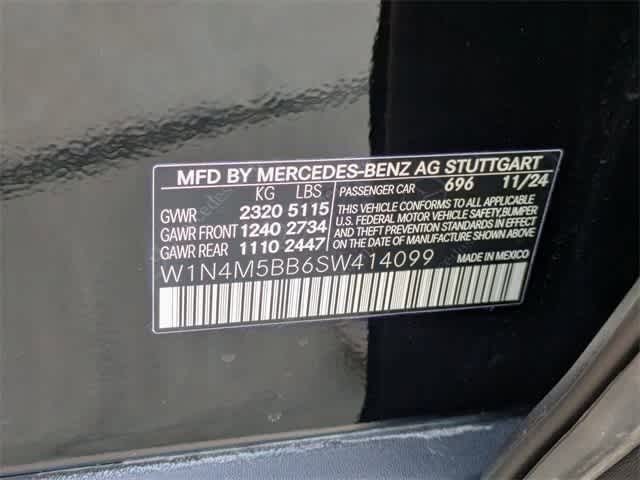 MFD BY MERCEDES-BENZ AG STUTTGART
KG LBS
GVWR 2320 5115
GAWR FRONT 1240 2734
GAWR REAR 1110 2447
PASSENGER CAR 696 11/24
THIS VEHICLE CONFORMS TO ALL APPLICABLE
U.S. FEDERAL MOTOR VEHICLE SAFETY, BUMPER
AND THEFT PREVENTION STANDARDS IN EFFECT
ON THE DATE OF MANUFACTURE SHOWN ABOVE.
W1N4M5BB6SW414099
MADE IN MEXICO